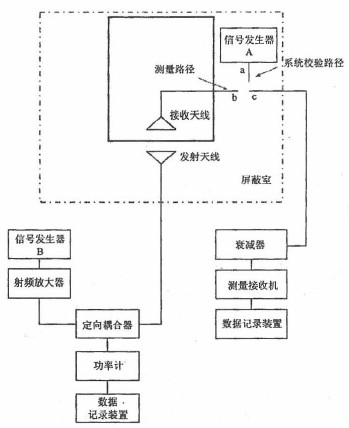 信号发生器
A
a
系统校验路径
测量路径
b
c
接收天线
发射天线
屏蔽室
信号发生器
B
射频放大器
定向耦合器
功率计
数据·
记录装置
衰减器
测量接收机
数据记录装置